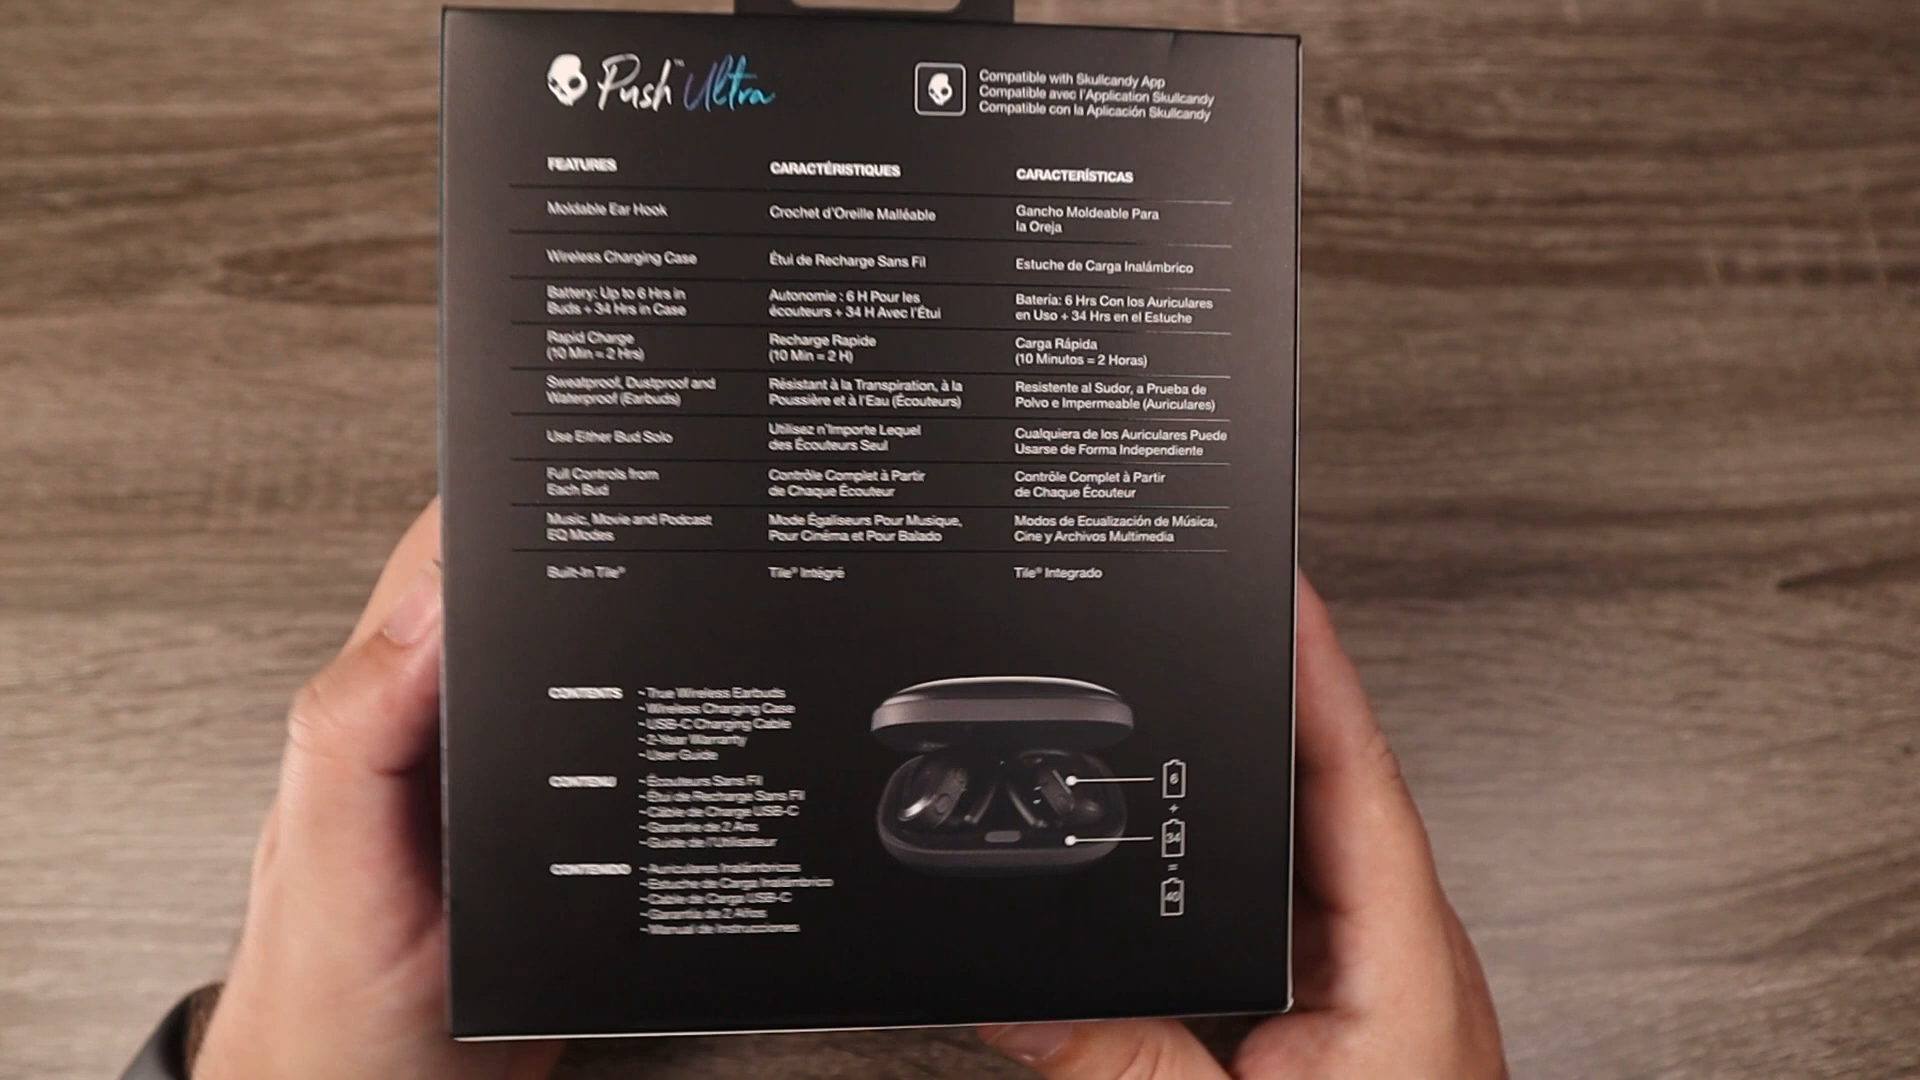 Push™ Ultra
Compatible with Skullcandy App
Compatible avec l'Application Skullcandy
Compatible con la Aplicación Skullcandy
FEATURES
Moldable Ear Hook
Wireless Charging Case
Battery: Up to 6 Hrs in
Buds + 34 Hrs in Case
Rapid Charge
(10 Min = 2 Hrs)
Sweatproof, Dustproof and
Waterproof (Earbuds)
Use Either Bud Solo
Full Controls from
Each Bud
Music, Movie and Podcast
EQ Modes
Built-In Tile®
CARACTÉRISTIQUES
Crochet d'Oreille Malléable
Étui de Recharge Sans Fil
Autonomie : 6 H Pour les
écouteurs + 34 H Avec l'Étui
Recharge Rapide
(10 Min = 2 H)
Résistant à la Transpiration, à la
Poussière et à l'Eau (Écouteurs)
Utilisez n'Importe Lequel
des Écouteurs Seul
Contrôle Complet à Partir
de Chaque Écouteur
Mode Égaliseurs Pour Musique,
Pour Cinéma et Pour Balado
Tile® Intégré
CARACTERÍSTICAS
Gancho Moldeable Para
la Oreja
Estuche de Carga Inalámbrico
Batería: 6 Hrs Con los Auriculares
en Uso + 34 Hrs en el Estuche
Carga Rápida
(10 Minutos = 2 Horas)
Resistente al Sudor, a Prueba de
Polvo e Impermeable (Auriculares)
Cualquiera de los Auriculares Puede
Usarse de Forma Independiente
Contrôle Complet à Partir
de Chaque Écouteur
Modos de Ecualización de Música,
Cine y Archivos Multimedia
Tile® Integrado
CONTENTS
- True Wireless Earbuds
- Wireless Charging Case
- USB-C Charging Cable
- 2-Year Warranty
- User Guide
CONTENU
- Écouteurs Sans Fil
- Étui de Recharge Sans Fil
- Câble de Charge USB-C
- Garantie de 2 Ans
- Guide de l'Utilisateur
CONTENIDO
- Auriculares Inalámbricos
- Estuche de Carga Inalámbrico
- Cable de Carga USB-C
- Garantía de 2 Años
- Manual de Instrucciones
6
+
34
=
40